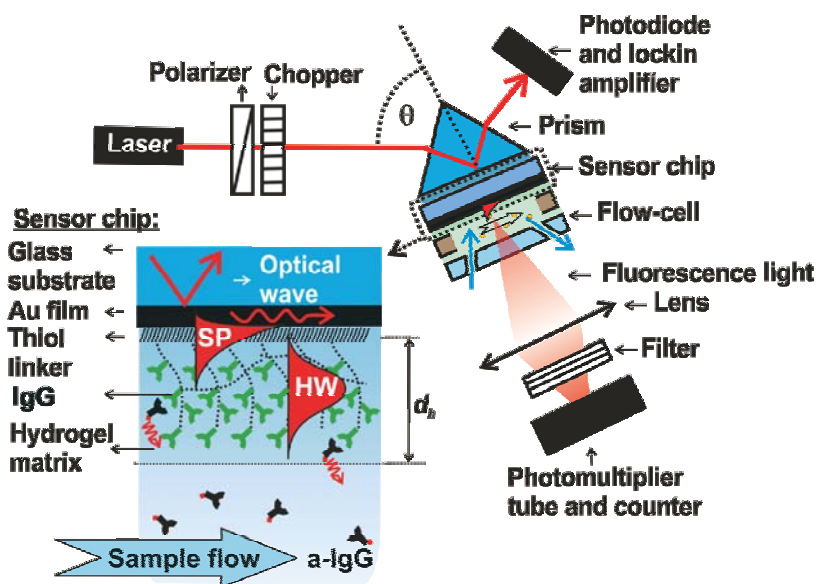 Photodiode
and lockin
amplifier
Polarizer
Chopper
θ
Laser
Prism
Sensor chip
Flow-cell
Sensor chip:
Glass
substrate
Optical
wave
Fluorescence light
Au film
Lens
Thiol
linker
SP
Filter
IgG
HW
dh
Hydrogel
matrix
Photomultiplier
tube and counter
Sample flow
a-IgG